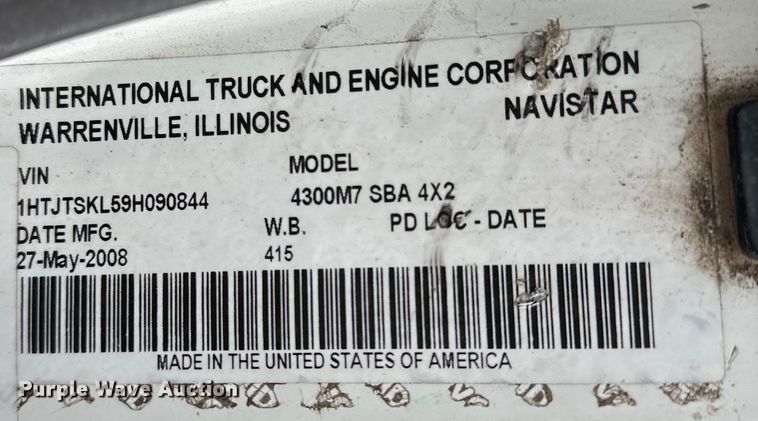 INTERNATIONAL TRUCK AND ENGINE CORPORATION
WARRENVILLE, ILLINOIS NAVISTAR
VIN MODEL
1HTJTSKL59H090844 4300M7 SBA 4X2
DATE MFG. W.B. PD LOC - DATE
27-May-2008 415
MADE IN THE UNITED STATES OF AMERICA
Purple Wave Auction